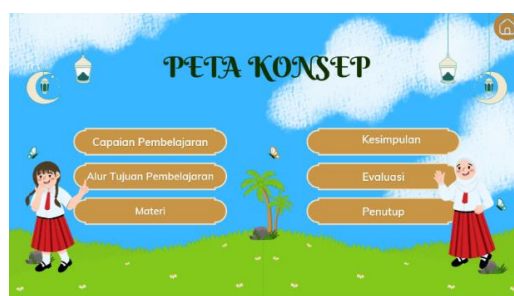 PETA KONSEP
Capaian Pembelajaran
Alur Tujuan Pembelajaran
Materi
Kesimpulan
Evaluasi
Penutup